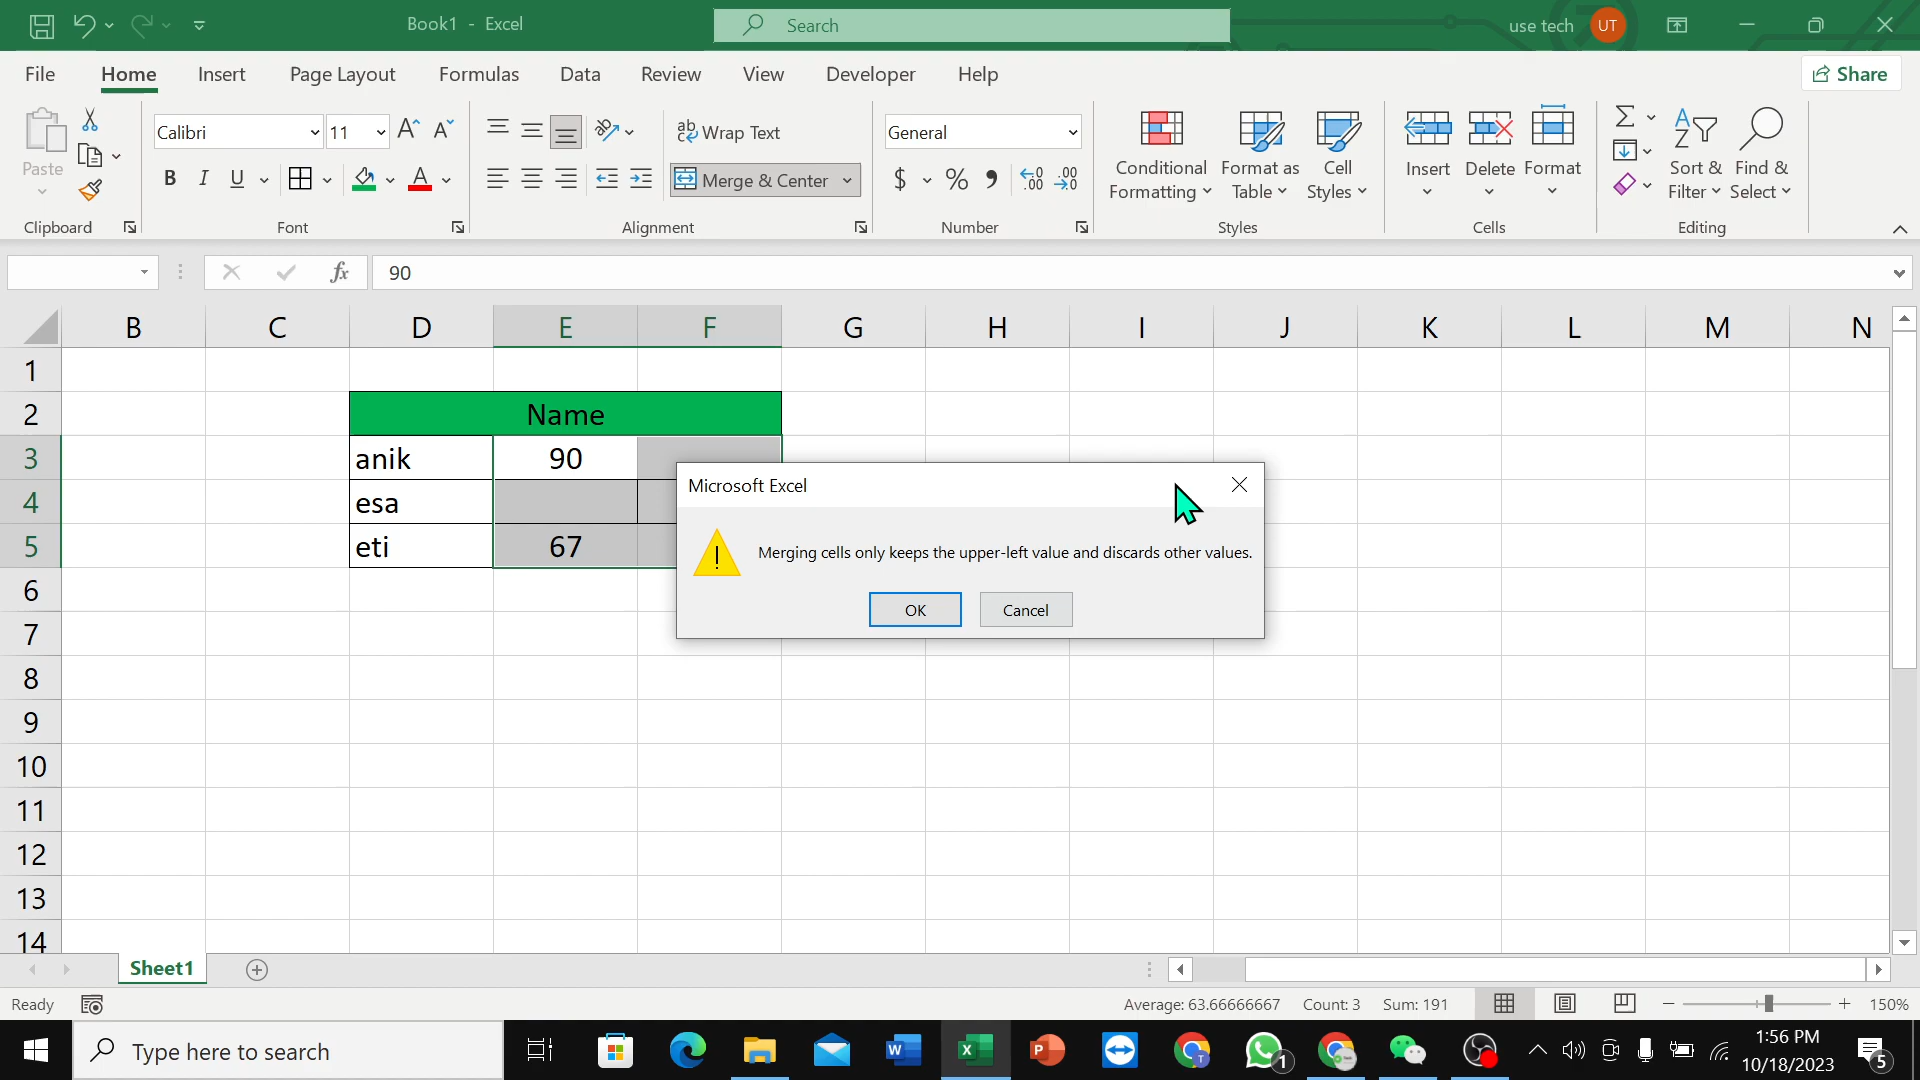 Book1 - Excel
Search
use tech UT
File Home Insert Page Layout Formulas Data Review View Developer Help Share
Paste
Calibri 11
B I U
ab Wrap Text
Merge & Center
General
$ % 9
Conditional Formatting
Format as Table
Cell Styles
Insert Delete Format
Sort & Filter
Find & Select
Clipboard Font Alignment Number Styles Cells Editing
fx 90
B C D E F G H I J K L M N
1
2 Name
3 anik 90
4 esa
5 eti 67
6
7
8
9
10
11
12
13
14
Microsoft Excel
Merging cells only keeps the upper-left value and discards other values.
OK Cancel
Sheet1
Ready Average: 63.66666667 Count: 3 Sum: 191 150%
Type here to search
1
1:56 PM
10/18/2023
5